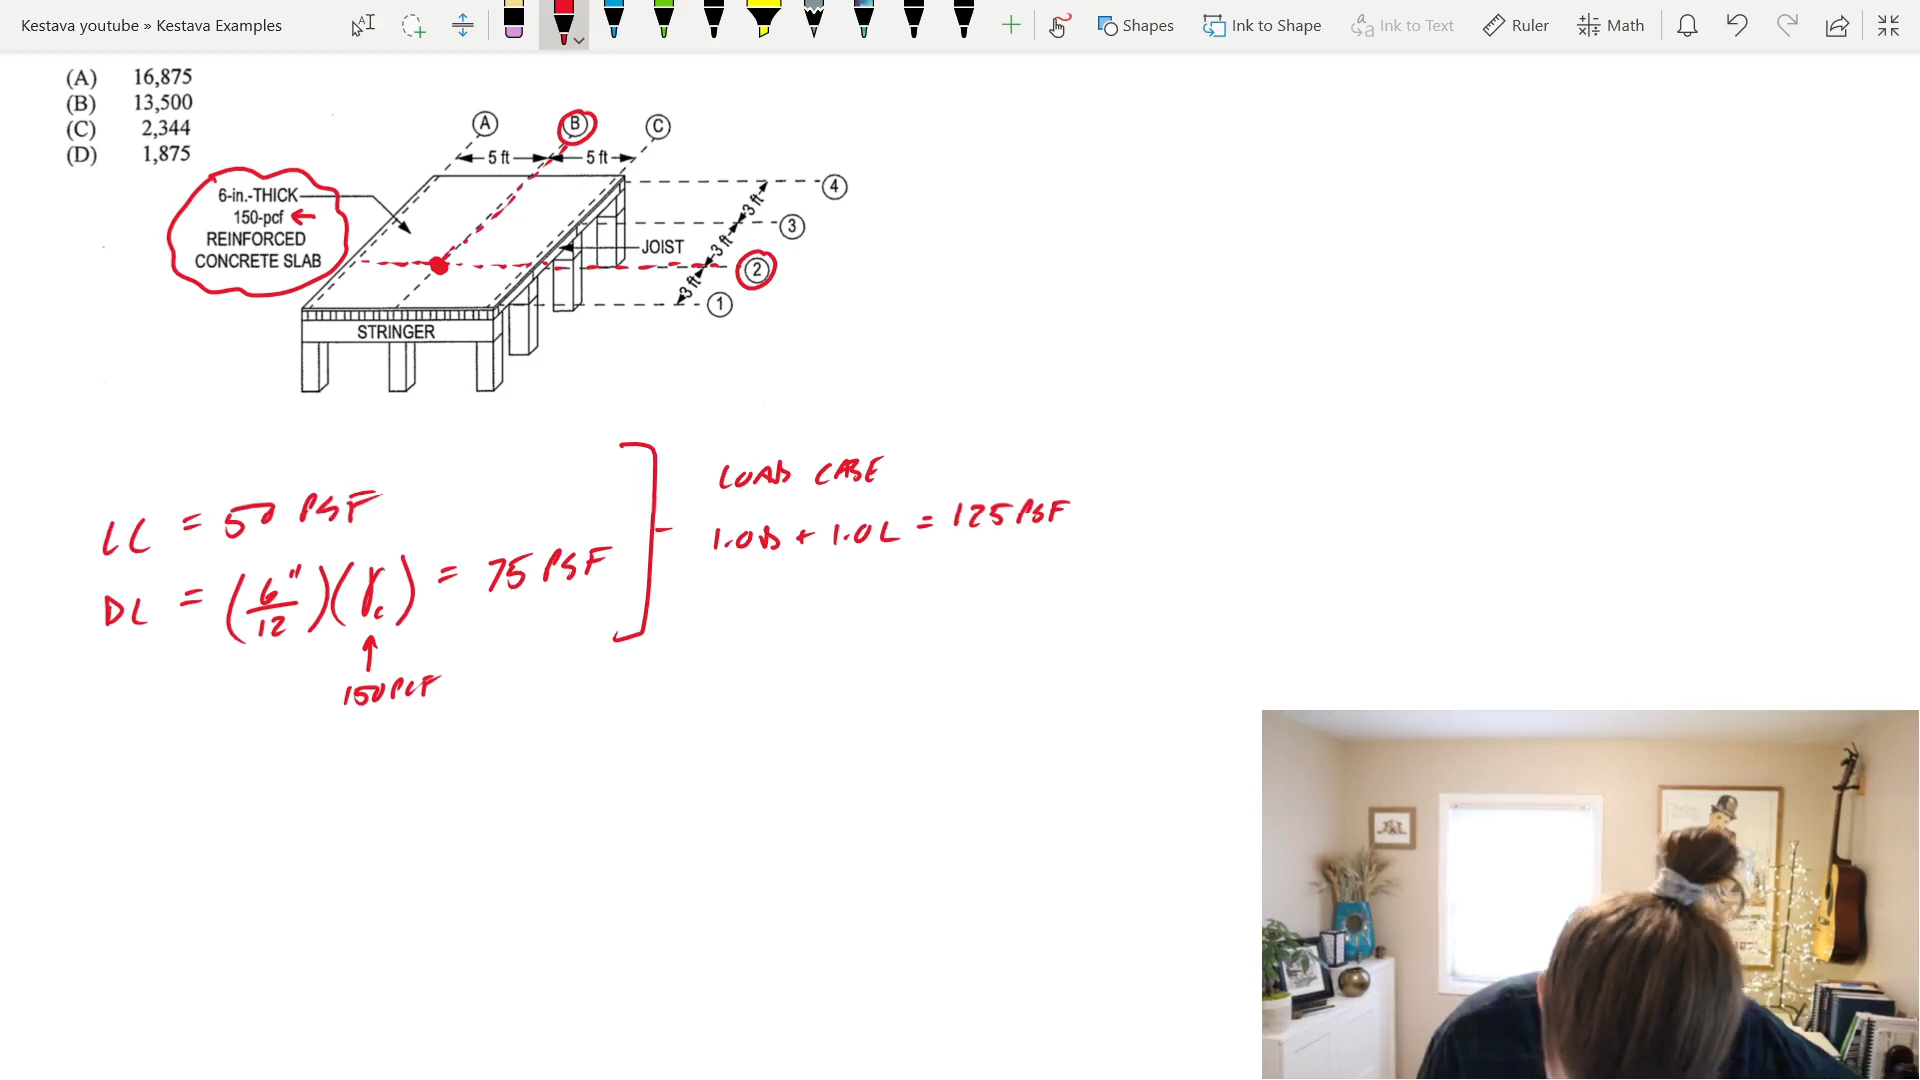 Kestava youtube » Kestava Examples
Shapes
Ink to Shape
Ink to Text
Ruler
Math
(A) 16,875
(B) 13,500
(C) 2,344
(D) 1,875
A
B
C
5 ft
5 ft
6-in.-THICK
150-pcf
REINFORCED
CONCRETE SLAB
4
3 ft
3
3 ft
JOIST
2
3 ft
1
STRINGER
LL = 50 PSF
DL = (6"/12)(γc) = 75 PSF
150 PCF
LOAD CASE
1.0D + 1.0L = 125 PSF